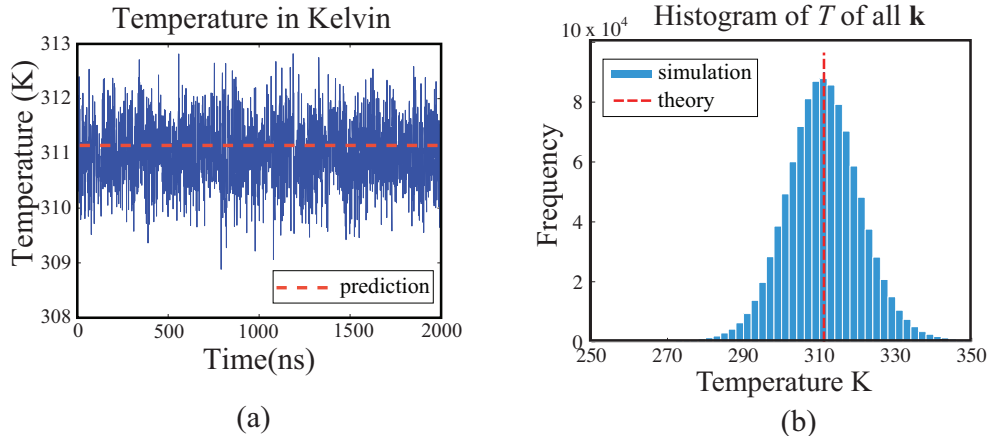 Temperature in Kelvin
Temperature (K)
313
312
311
310
309
308
prediction
0
500
1000
1500
2000
Time(ns)
(a)
Histogram of T of all k
10 x 10⁴
8
6
4
2
0
Frequency
simulation
theory
250
270
290
310
330
350
Temperature K
(b)